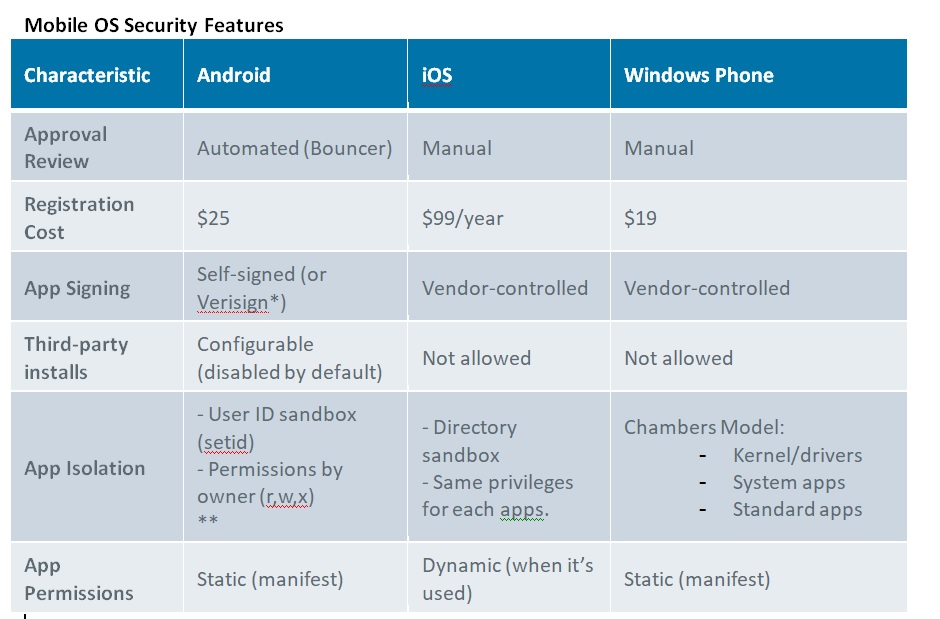 Mobile OS Security Features
Characteristic
Android
iOS
Windows Phone
Approval
Review
Automated (Bouncer)
Manual
Manual
Registration
Cost
$25
$99/year
$19
App Signing
Self-signed (or
Verisign*)
Vendor-controlled
Vendor-controlled
Third-party
installs
Configurable
(disabled by default)
Not allowed
Not allowed
App Isolation
- User ID sandbox
(setid)
- Permissions by
owner (r,w,x)
**
- Directory
sandbox
- Same privileges
for each apps.
Chambers Model:
- Kernel/drivers
- System apps
- Standard apps
App
Permissions
Static (manifest)
Dynamic (when it's
used)
Static (manifest)